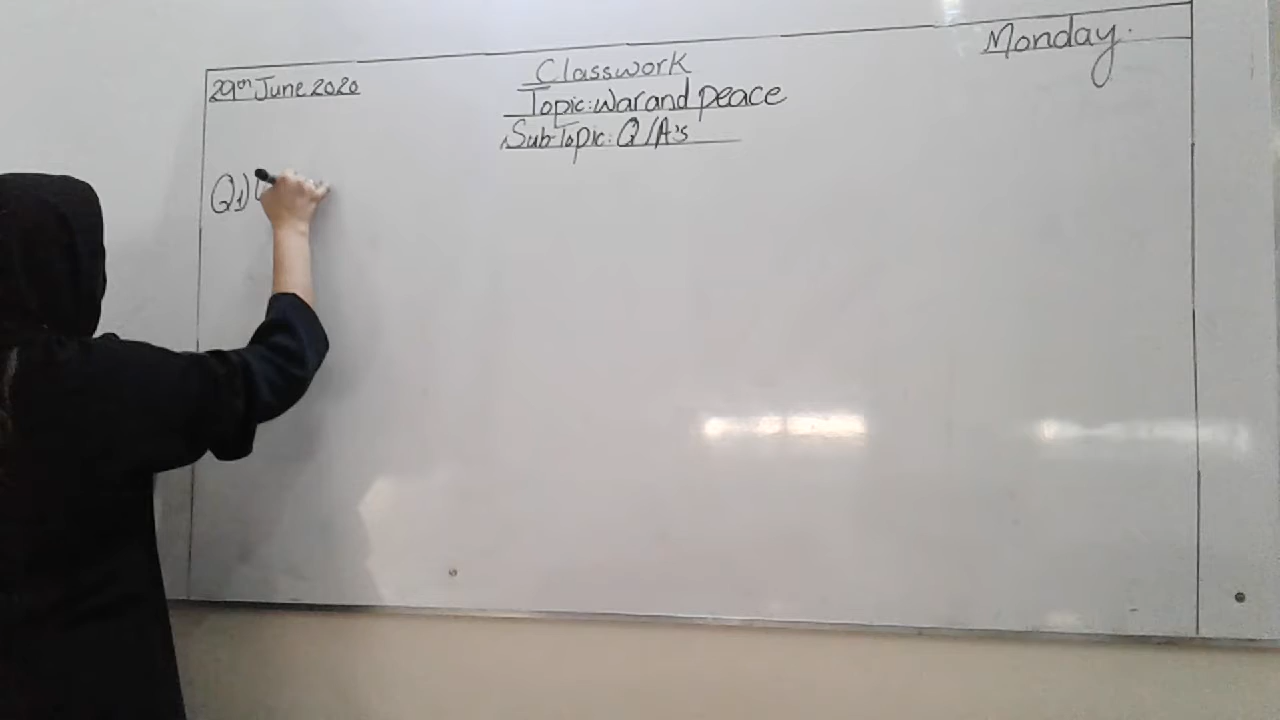 29th June 2020
Classwork
Monday.
Topic: War and peace
Sub-Topic: Q/A's
Q1)